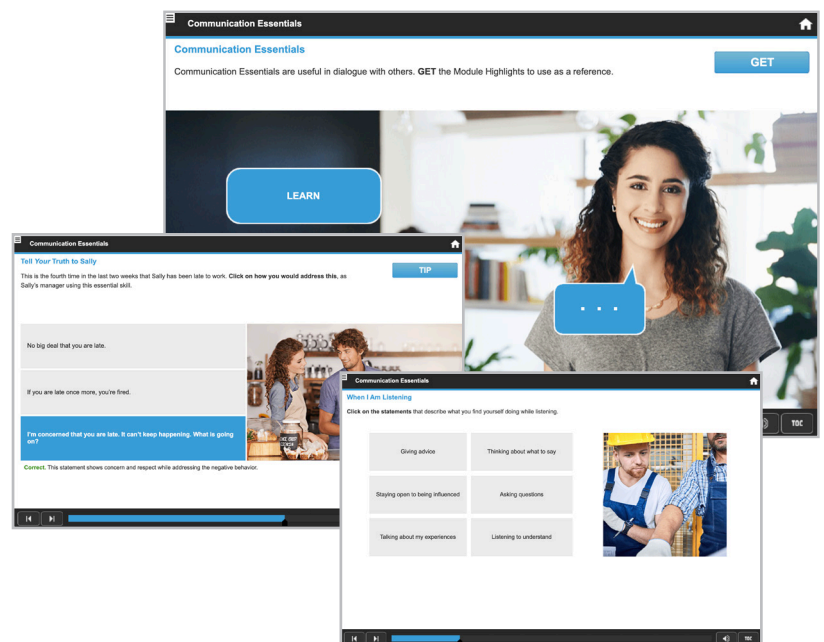 Communication Essentials
Communication Essentials
GET
Communication Essentials are useful in dialogue with others. GET the Module Highlights to use as a reference.
LEARN
. . .
TOC
Communication Essentials
Tell Your Truth to Sally
TIP
This is the fourth time in the last two weeks that Sally has been late to work. Click on how you would address this, as
Sally's manager using this essential skill.
No big deal that you are late.
If you are late once more, you're fired.
I'm concerned that you are late. It can't keep happening. What is going
on?
Correct. This statement shows concern and respect while addressing the negative behavior.
Communication Essentials
When I Am Listening
Click on the statements that describe what you find yourself doing while listening.
Giving advice
Thinking about what to say
Staying open to being influenced
Asking questions
Talking about my experiences
Listening to understand
TOC